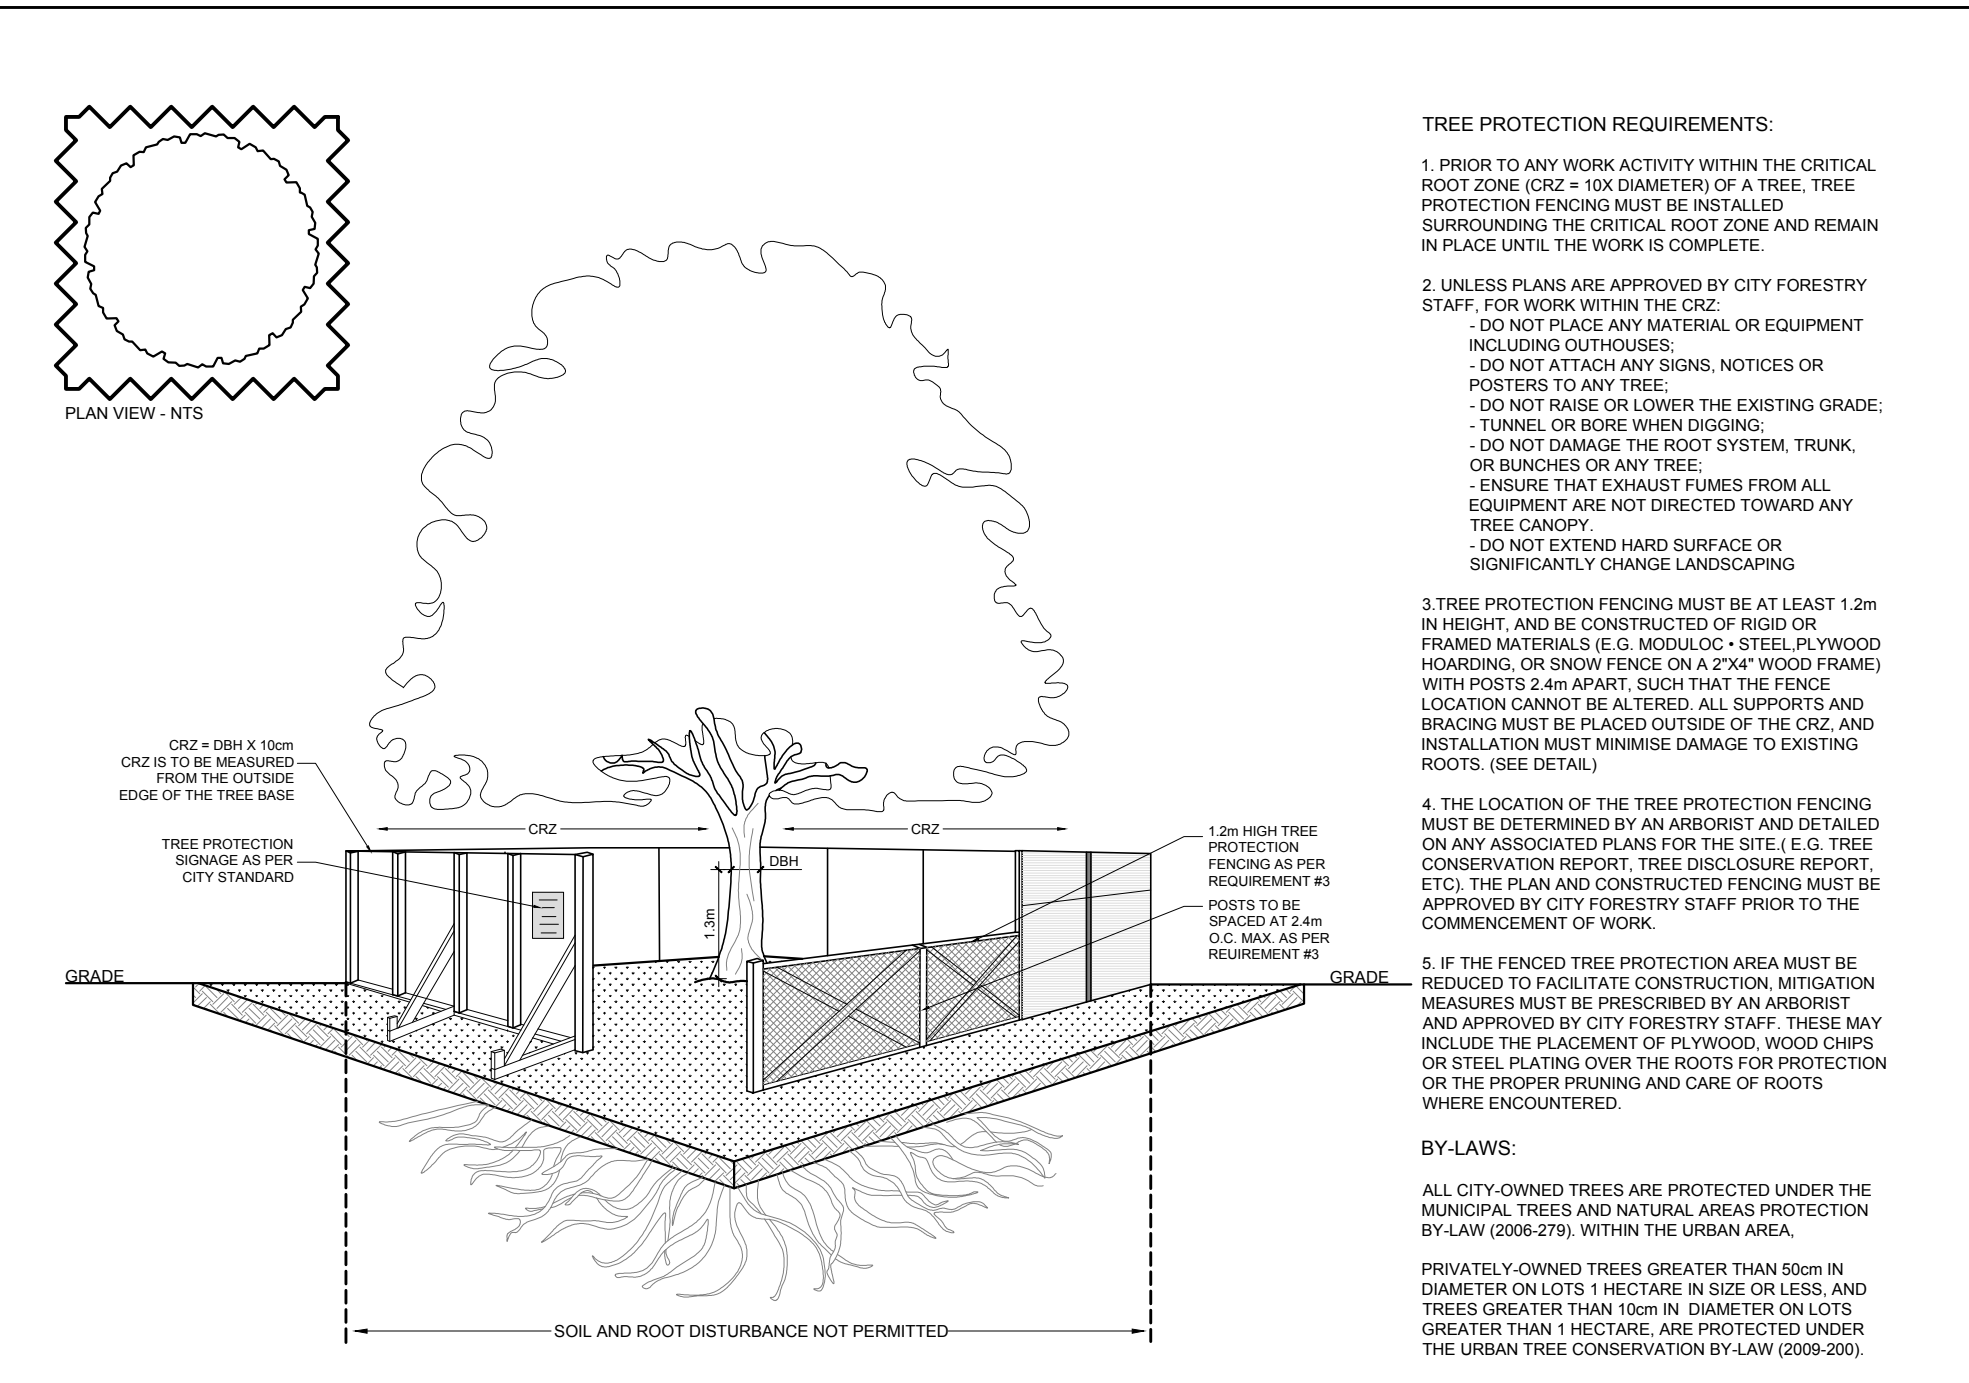 PLAN VIEW - NTS
CRZ = DBH X 10cm
CRZ IS TO BE MEASURED
FROM THE OUTSIDE
EDGE OF THE TREE BASE
TREE PROTECTION
SIGNAGE AS PER
CITY STANDARD
CRZ
CRZ
DBH
1.3m
1.2m HIGH TREE
PROTECTION
FENCING AS PER
REQUIREMENT #3
POSTS TO BE
SPACED AT 2.4m
O.C. MAX. AS PER
REUIREMENT #3
GRADE
GRADE
SOIL AND ROOT DISTURBANCE NOT PERMITTED
TREE PROTECTION REQUIREMENTS:
1. PRIOR TO ANY WORK ACTIVITY WITHIN THE CRITICAL
ROOT ZONE (CRZ = 10X DIAMETER) OF A TREE, TREE
PROTECTION FENCING MUST BE INSTALLED
SURROUNDING THE CRITICAL ROOT ZONE AND REMAIN
IN PLACE UNTIL THE WORK IS COMPLETE.
2. UNLESS PLANS ARE APPROVED BY CITY FORESTRY
STAFF, FOR WORK WITHIN THE CRZ:
- DO NOT PLACE ANY MATERIAL OR EQUIPMENT
INCLUDING OUTHOUSES;
- DO NOT ATTACH ANY SIGNS, NOTICES OR
POSTERS TO ANY TREE;
- DO NOT RAISE OR LOWER THE EXISTING GRADE;
- TUNNEL OR BORE WHEN DIGGING;
- DO NOT DAMAGE THE ROOT SYSTEM, TRUNK,
OR BUNCHES OR ANY TREE;
- ENSURE THAT EXHAUST FUMES FROM ALL
EQUIPMENT ARE NOT DIRECTED TOWARD ANY
TREE CANOPY.
- DO NOT EXTEND HARD SURFACE OR
SIGNIFICANTLY CHANGE LANDSCAPING
3.TREE PROTECTION FENCING MUST BE AT LEAST 1.2m
IN HEIGHT, AND BE CONSTRUCTED OF RIGID OR
FRAMED MATERIALS (E.G. MODULOC • STEEL,PLYWOOD
HOARDING, OR SNOW FENCE ON A 2"X4" WOOD FRAME)
WITH POSTS 2.4m APART, SUCH THAT THE FENCE
LOCATION CANNOT BE ALTERED. ALL SUPPORTS AND
BRACING MUST BE PLACED OUTSIDE OF THE CRZ, AND
INSTALLATION MUST MINIMISE DAMAGE TO EXISTING
ROOTS. (SEE DETAIL)
4. THE LOCATION OF THE TREE PROTECTION FENCING
MUST BE DETERMINED BY AN ARBORIST AND DETAILED
ON ANY ASSOCIATED PLANS FOR THE SITE.( E.G. TREE
CONSERVATION REPORT, TREE DISCLOSURE REPORT,
ETC). THE PLAN AND CONSTRUCTED FENCING MUST BE
APPROVED BY CITY FORESTRY STAFF PRIOR TO THE
COMMENCEMENT OF WORK.
5. IF THE FENCED TREE PROTECTION AREA MUST BE
REDUCED TO FACILITATE CONSTRUCTION, MITIGATION
MEASURES MUST BE PRESCRIBED BY AN ARBORIST
AND APPROVED BY CITY FORESTRY STAFF. THESE MAY
INCLUDE THE PLACEMENT OF PLYWOOD, WOOD CHIPS
OR STEEL PLATING OVER THE ROOTS FOR PROTECTION
OR THE PROPER PRUNING AND CARE OF ROOTS
WHERE ENCOUNTERED.
BY-LAWS:
ALL CITY-OWNED TREES ARE PROTECTED UNDER THE
MUNICIPAL TREES AND NATURAL AREAS PROTECTION
BY-LAW (2006-279). WITHIN THE URBAN AREA,
PRIVATELY-OWNED TREES GREATER THAN 50cm IN
DIAMETER ON LOTS 1 HECTARE IN SIZE OR LESS, AND
TREES GREATER THAN 10cm IN DIAMETER ON LOTS
GREATER THAN 1 HECTARE, ARE PROTECTED UNDER
THE URBAN TREE CONSERVATION BY-LAW (2009-200).